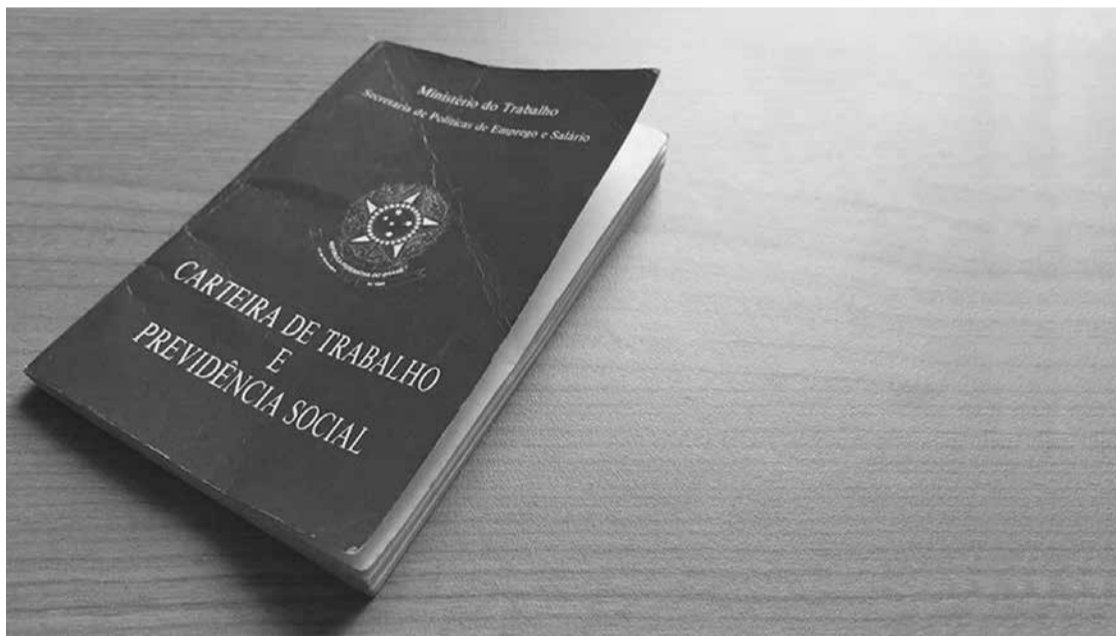 Ministério do Trabalho
Secretaria de Políticas de Emprego e Salário
CARTEIRA DE TRABALHO
E
PREVIDÊNCIA SOCIAL